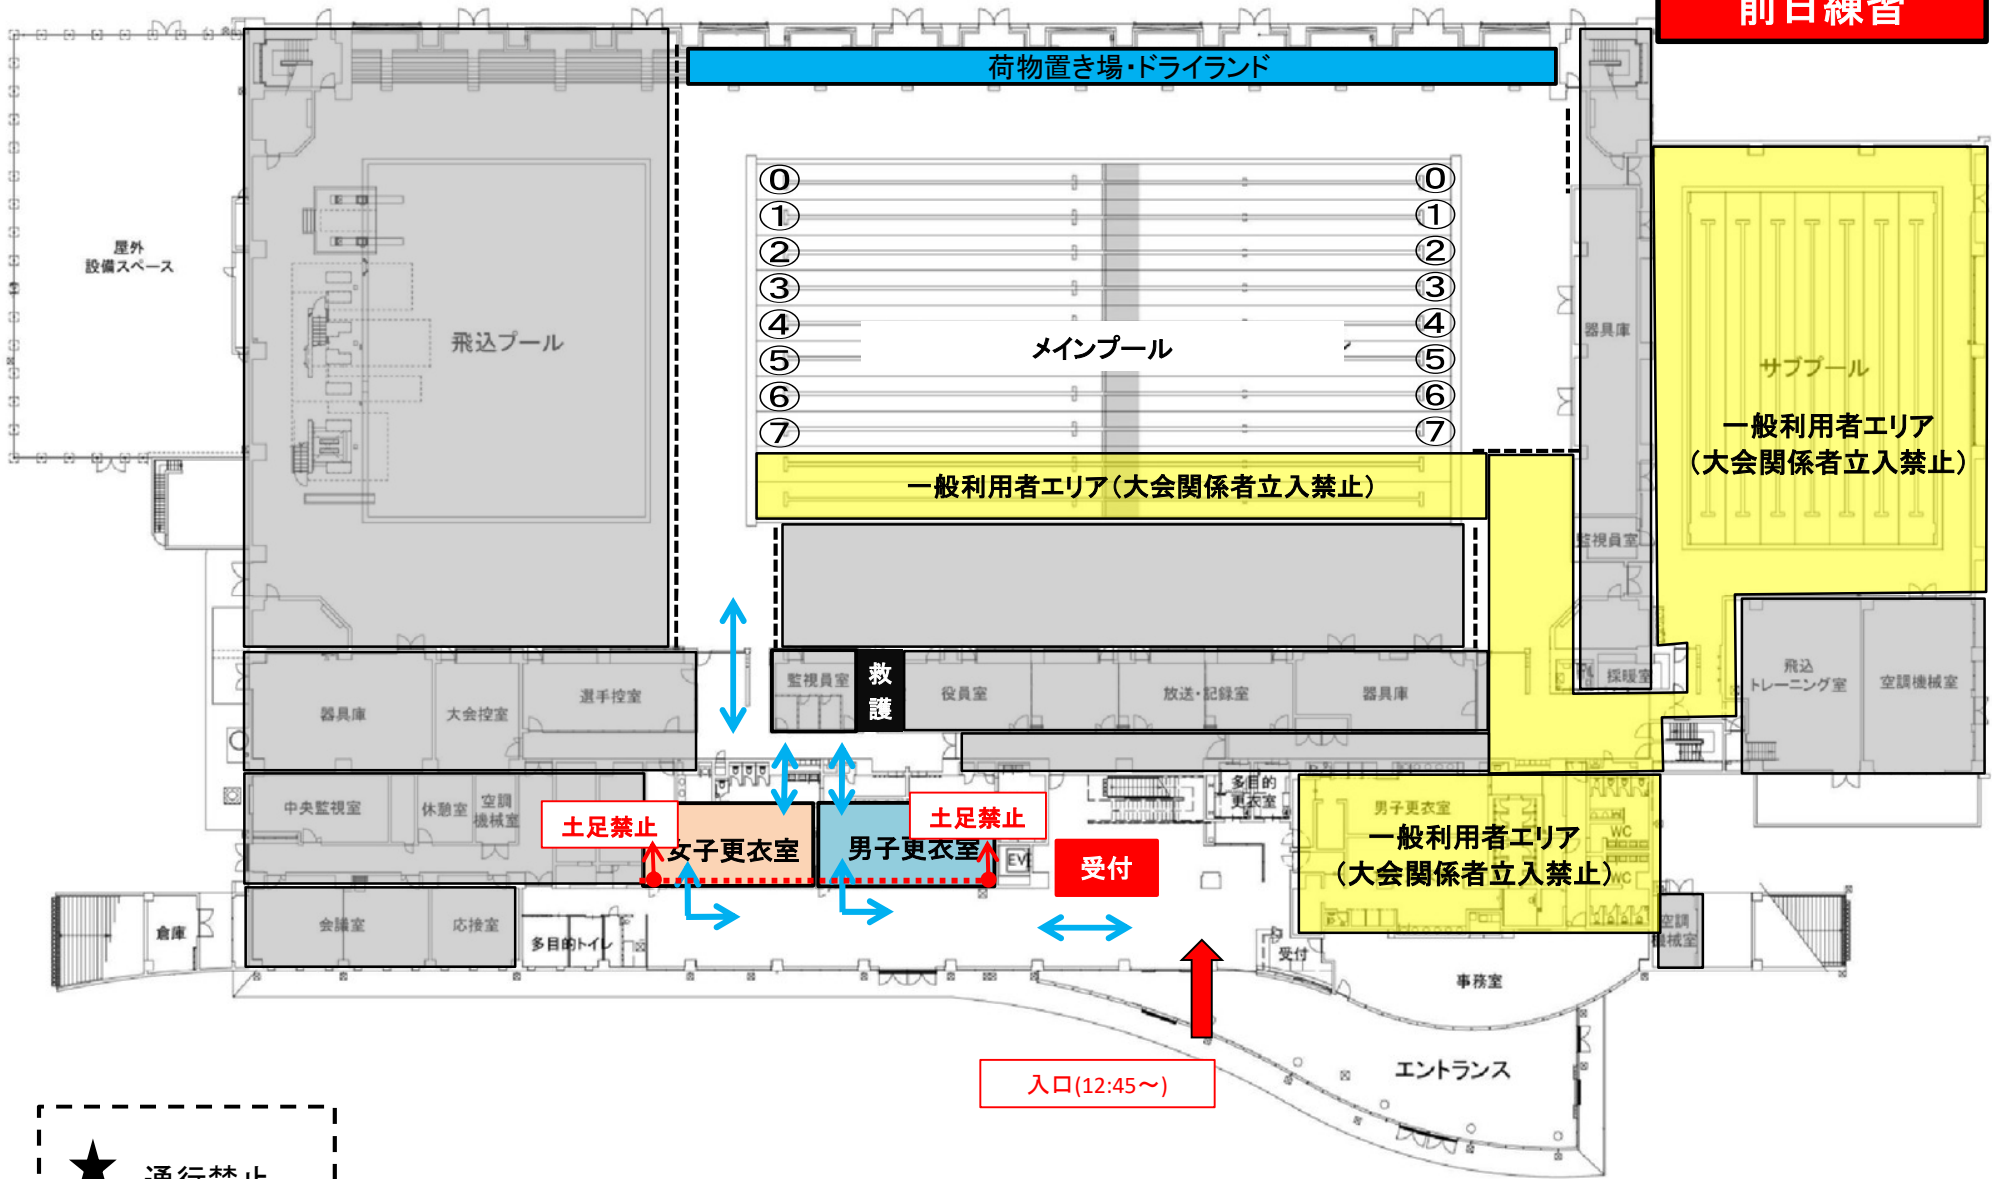 前日練習
荷物置き場・ドライランド
屋外
設備スペース
飛込プール
⓪
①
②
③
④
⑤
⑥
⑦
⓪
①
②
③
④
⑤
⑥
⑦
メインプール
一般利用者エリア(大会関係者立入禁止)
器具庫
監視員室
採暖室
サブプール
一般利用者エリア
(大会関係者立入禁止)
飛込
トレーニング室
空調機械室
器具庫
大会控室
選手控室
監視員室
救
護
役員室
放送・記録室
器具庫
中央監視室
休憩室
空調
機械室
土足禁止
女子更衣室
男子更衣室
土足禁止
EV
受付
多目的
更衣室
男子更衣室
一般利用者エリア
(大会関係者立入禁止)
WC
WC
倉庫
会議室
応接室
多目的トイレ
受付
事務室
空調
機械室
エントランス
入口(12:45~)
★ 通行禁止